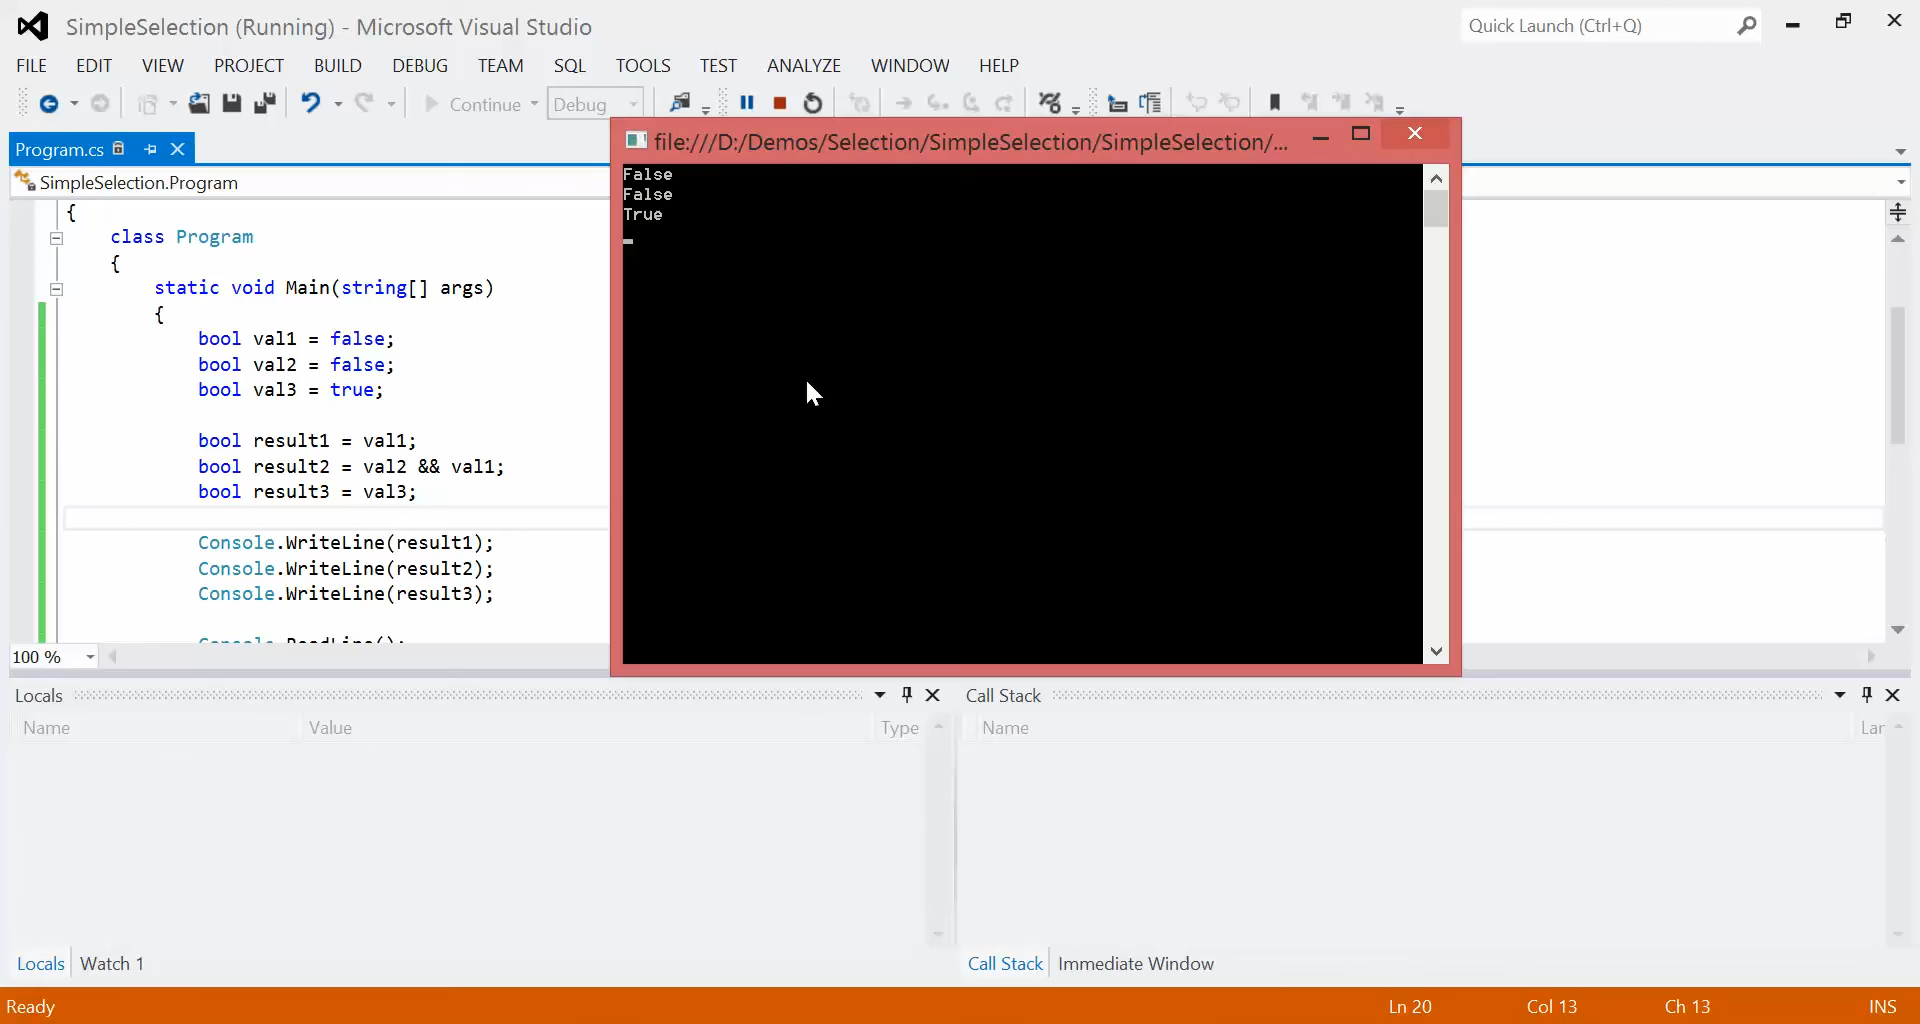 SimpleSelection (Running) - Microsoft Visual Studio
Quick Launch (Ctrl+Q)
FILE EDIT VIEW PROJECT BUILD DEBUG TEAM SQL TOOLS TEST ANALYZE WINDOW HELP
Continue Debug
file:///D:/Demos/Selection/SimpleSelection/SimpleSelection/...
Program.cs
SimpleSelection.Program
False
False
True
{
class Program
{
static void Main(string[] args)
{
bool val1 = false;
bool val2 = false;
bool val3 = true;
bool result1 = val1;
bool result2 = val2 && val1;
bool result3 = val3;
Console.WriteLine(result1);
Console.WriteLine(result2);
Console.WriteLine(result3);
Console.ReadLine();
100 %
Locals
Name Value Type
Call Stack
Name Lar
Locals Watch 1
Call Stack Immediate Window
Ready Ln 20 Col 13 Ch 13 INS